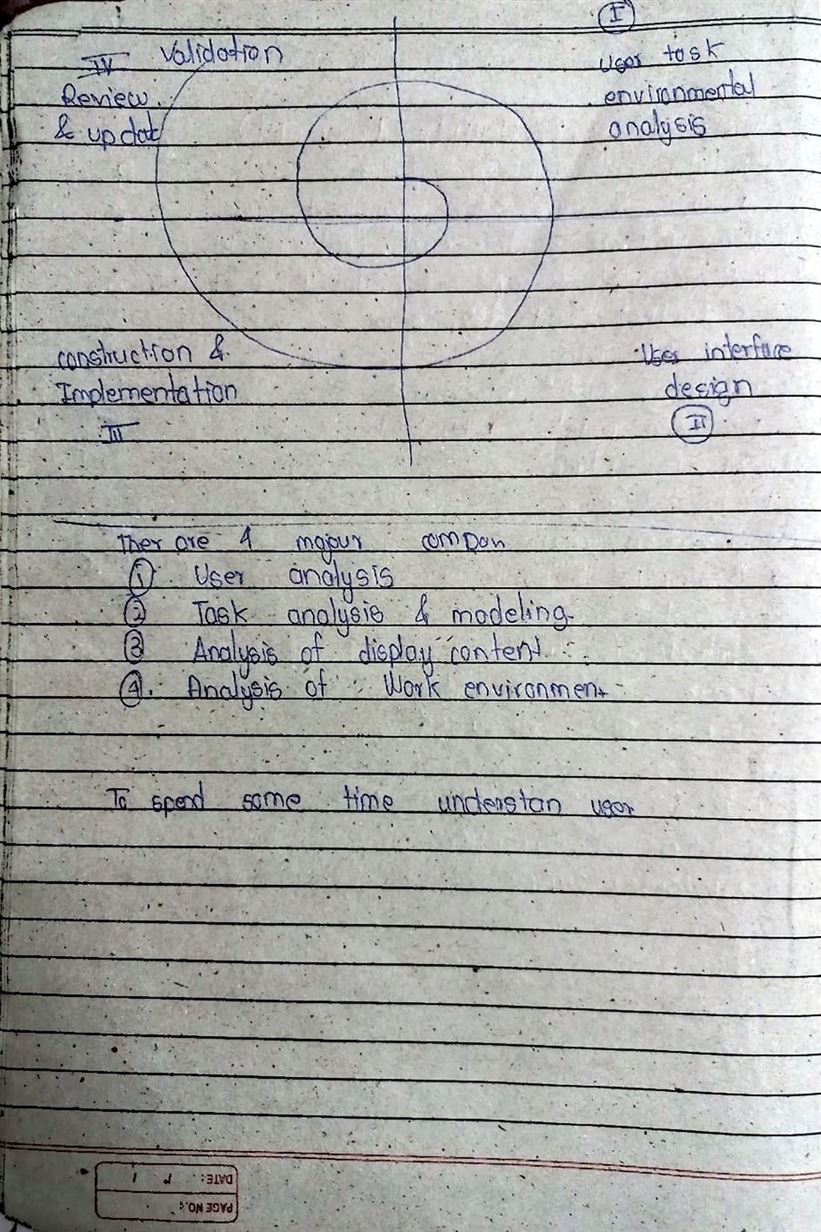 I
IV Validation
Review
& updat
User task
environmental
analysis
construction &
Implementation
III
User interface
design
II
Ther are 4 majour compon
1 User analysis
2 Task analysis & modeling.
3 Analysis of display content
4. Analysis of Work environment
To spend some time understan user
PAGE NO.:
DATE: / /